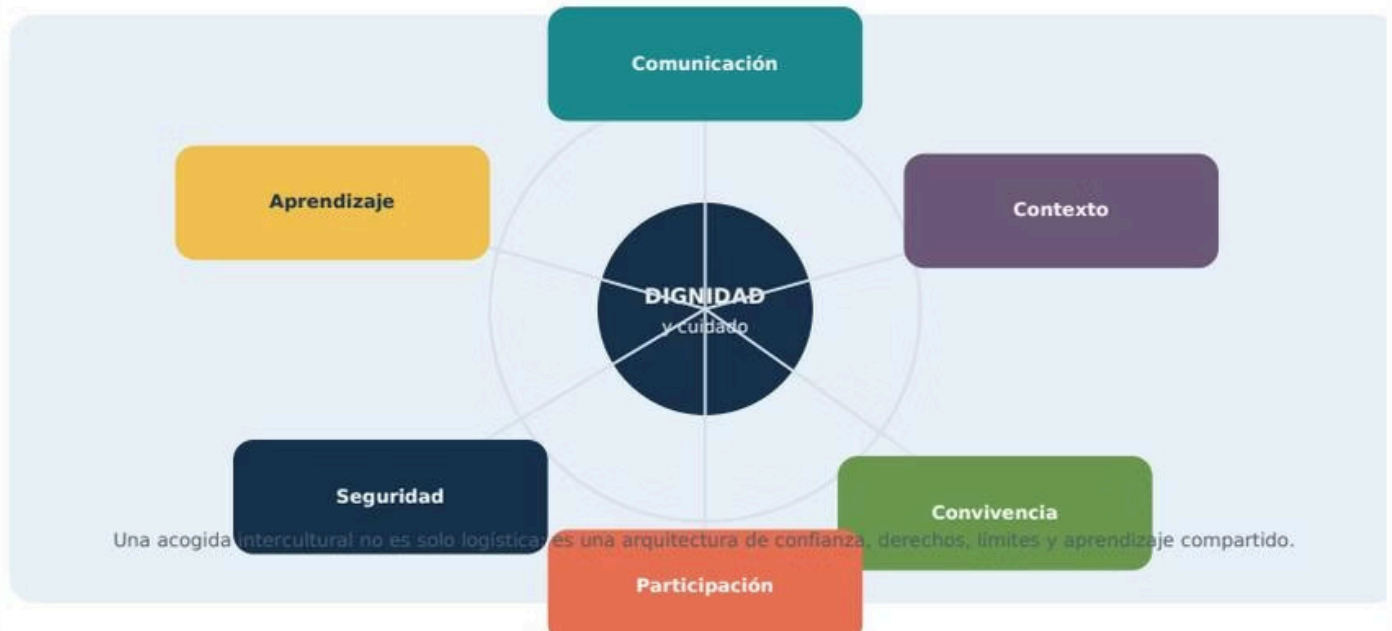 Comunicación
Aprendizaje
Contexto
DIGNIDAD
y cuidado
Seguridad
Convivencia
Una acogida intercultural no es solo logística: es una arquitectura de confianza, derechos, límites y aprendizaje compartido.
Participación